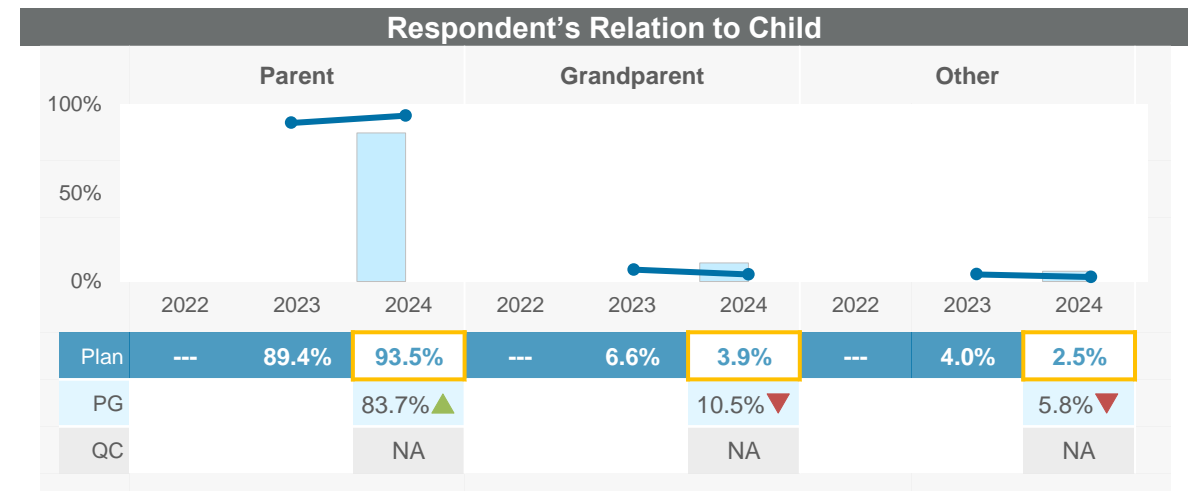 Respondent’s Relation to Child
Parent Grandparent Other
100%
50%
0%
2022 2023 2024 2022 2023 2024 2022 2023 2024
Plan --- 89.4% 93.5% --- 6.6% 3.9% --- 4.0% 2.5%
PG 83.7% 10.5% 5.8%
QC NA NA NA